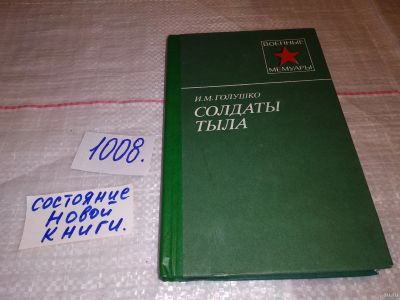 ВОЕННЫЕ
МЕМУАРЫ
И.М.ГОЛУШКО
СОЛДАТЫ
ТЫЛА
1008.
СОСТОЯНИЕ
НОВОЙ
КНИГИ.